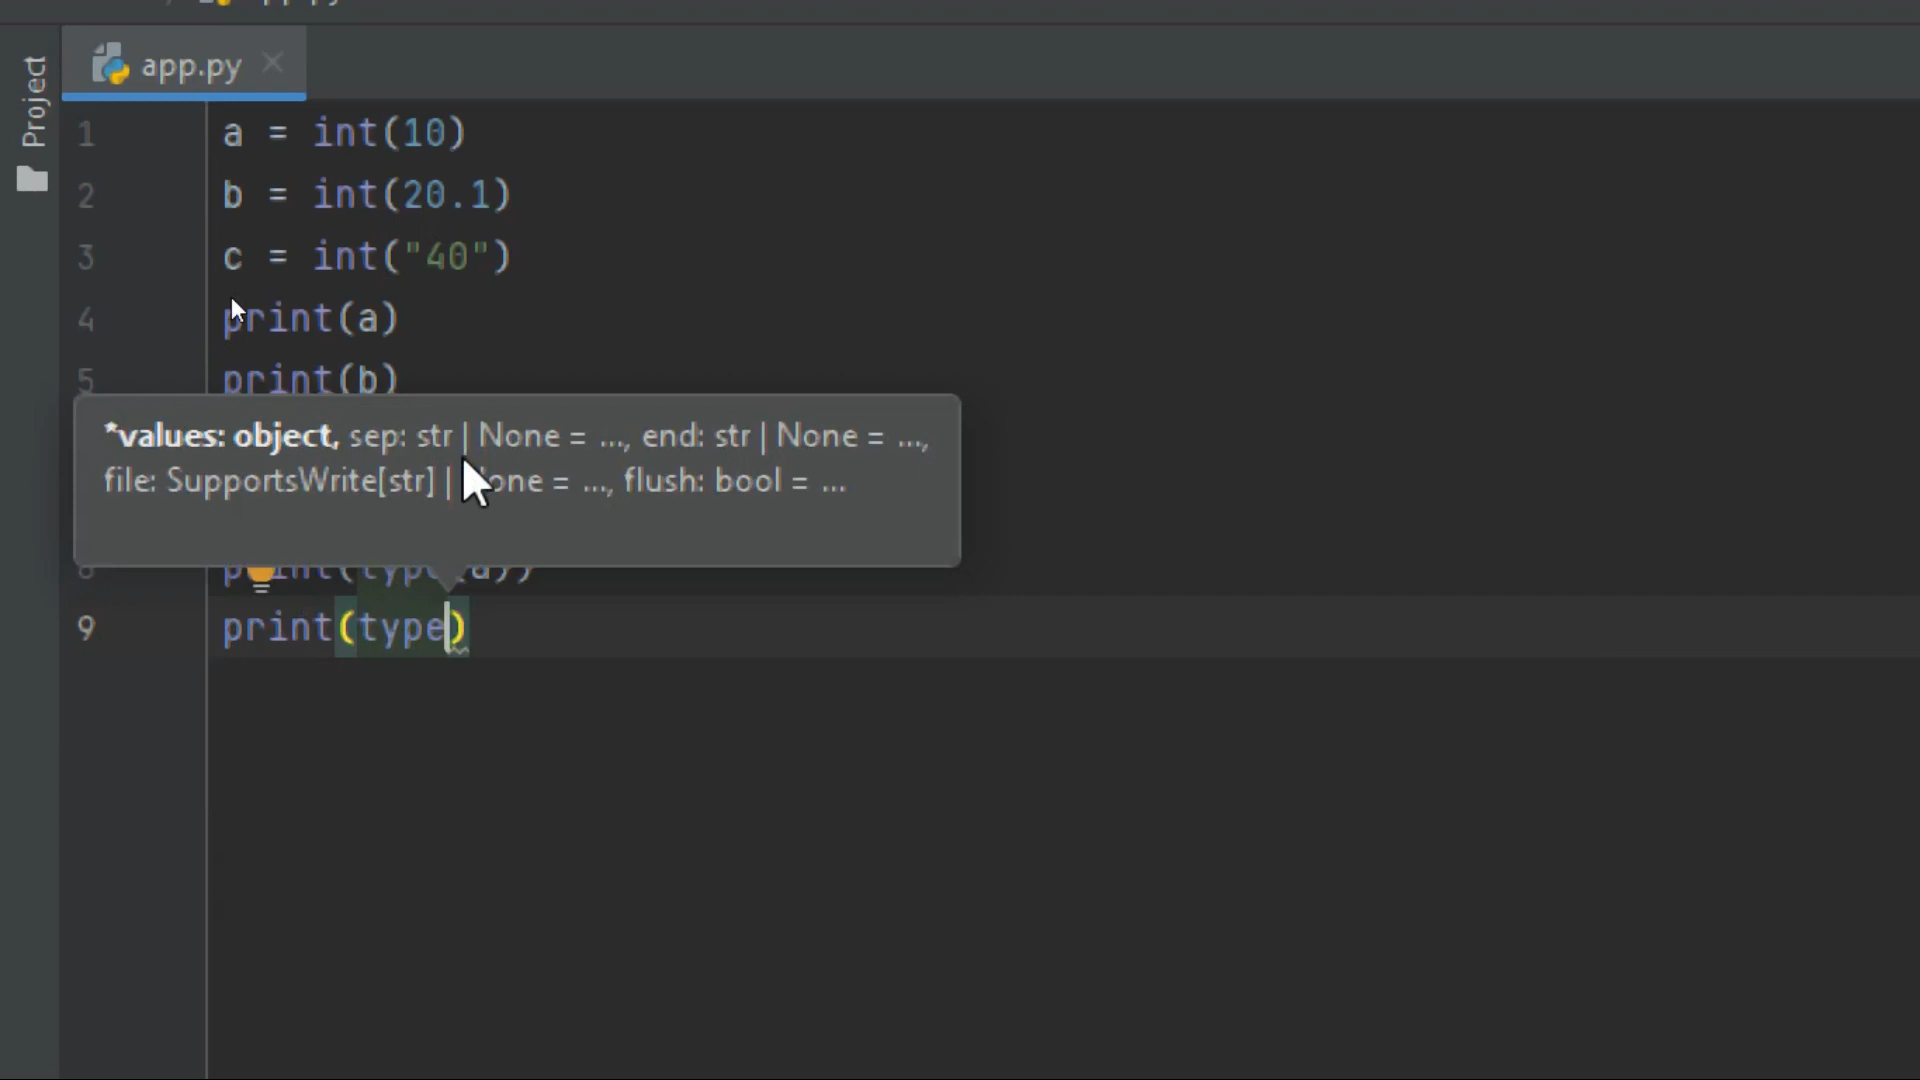 Project
app.py
1 a = int(10)
2 b = int(20.1)
3 c = int("40")
4 print(a)
5 print(b)
*values: object, sep: str | None = ..., end: str | None = ...,
file: SupportsWrite[str] | None = ..., flush: bool = ...
8 print(type(a))
9 print(type)